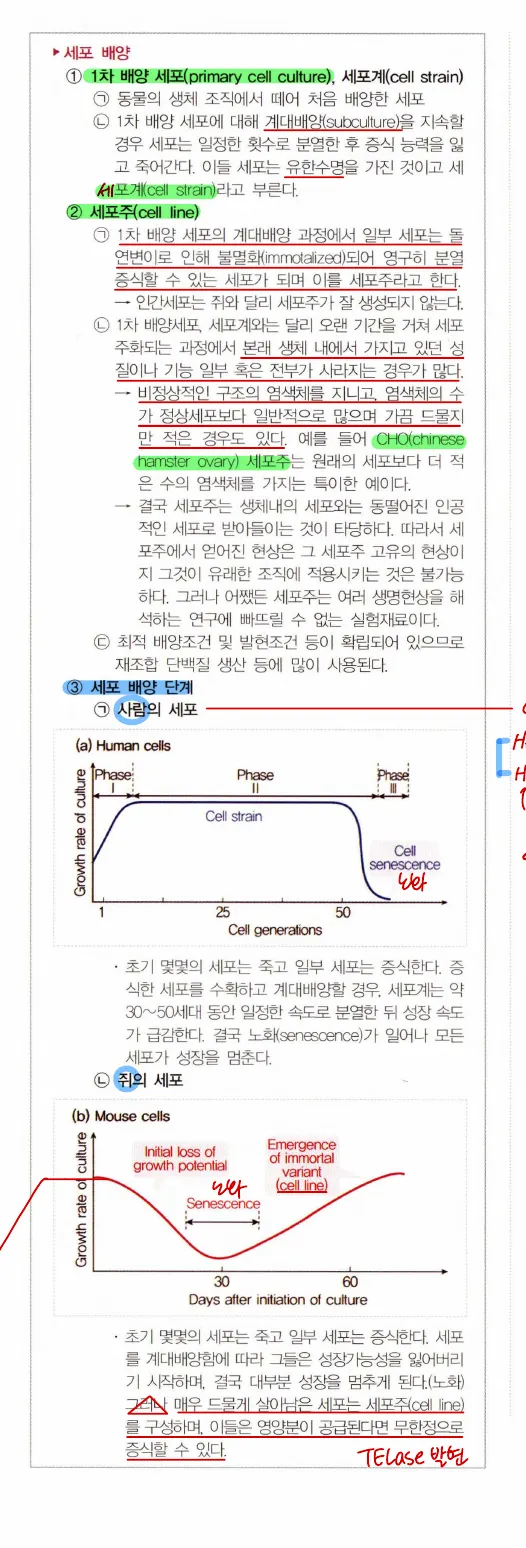 ▶세포 배양
① 1차 배양 세포(primary cell culture), 세포계(cell strain)
㉠ 동물의 생체 조직에서 떼어 처음 배양한 세포
㉡ 1차 배양 세포에 대해 계대배양(subculture)을 지속할
경우 세포는 일정한 횟수로 분열한 후 증식 능력을 잃
고 죽어간다. 이들 세포는 유한수명을 가진 것이고 세
세포계(cell strain)라고 부른다.
② 세포주(cell line)
㉠ 1차 배양 세포의 계대배양 과정에서 일부 세포는 돌
연변이로 인해 불멸화(immotalized)되어 영구히 분열
증식할 수 있는 세포가 되며 이를 세포주라고 한다.
→ 인간세포는 쥐와 달리 세포주가 잘 생성되지 않는다.
㉡ 1차 배양세포, 세포계와는 달리 오랜 기간을 거쳐 세포
주화되는 과정에서 본래 생체 내에서 가지고 있던 성
질이나 기능 일부 혹은 전부가 사라지는 경우가 많다.
→ 비정상적인 구조의 염색체를 지니고, 염색체의 수
가 정상세포보다 일반적으로 많으며 가끔 드물지
만 적은 경우도 있다. 예를 들어 CHO(chinese
hamster ovary) 세포주는 원래의 세포보다 더 적
은 수의 염색체를 가지는 특이한 예이다.
→ 결국 세포주는 생체내의 세포와는 동떨어진 인공
적인 세포로 받아들이는 것이 타당하다. 따라서 세
포주에서 얻어진 현상은 그 세포주 고유의 현상이
지 그것이 유래한 조직에 적용시키는 것은 불가능
하다. 그러나 어쨌든 세포주는 여러 생명현상을 해
석하는 연구에 빠뜨릴 수 없는 실험재료이다.
㉢ 최적 배양조건 및 발현조건 등이 확립되어 있으므로
재조합 단백질 생산 등에 많이 사용된다.
③ 세포 배양 단계
㉠ 사람의 세포
(a) Human cells
Growth rate of culture
Phase I
Phase II
Phase III
Cell strain
Cell senescence
노화
1 25 50
Cell generations
· 초기 몇몇의 세포는 죽고 일부 세포는 증식한다. 증
식한 세포를 수확하고 계대배양할 경우, 세포계는 약
30~50세대 동안 일정한 속도로 분열한 뒤 성장 속도
가 급감한다. 결국 노화(senescence)가 일어나 모든
세포가 성장을 멈춘다.
㉡ 쥐의 세포
(b) Mouse cells
Growth rate of culture
Initial loss of
growth potential
노화
Senescence
Emergence
of immortal
variant
(cell line)
30 60
Days after initiation of culture
· 초기 몇몇의 세포는 죽고 일부 세포는 증식한다. 세포
를 계대배양함에 따라 그들은 성장가능성을 잃어버리
기 시작하며, 결국 대부분 성장을 멈추게 된다.(노화)
그러나 매우 드물게 살아남은 세포는 세포주(cell line)
를 구성하며, 이들은 영양분이 공급된다면 무한정으로
증식할 수 있다.
TELase 발현